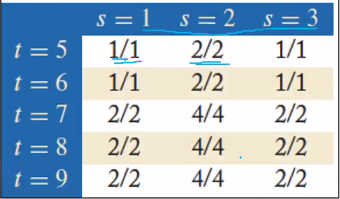 s = 1 s = 2 s = 3
t = 5 1/1 2/2 1/1
t = 6 1/1 2/2 1/1
t = 7 2/2 4/4 2/2
t = 8 2/2 4/4 2/2
t = 9 2/2 4/4 2/2